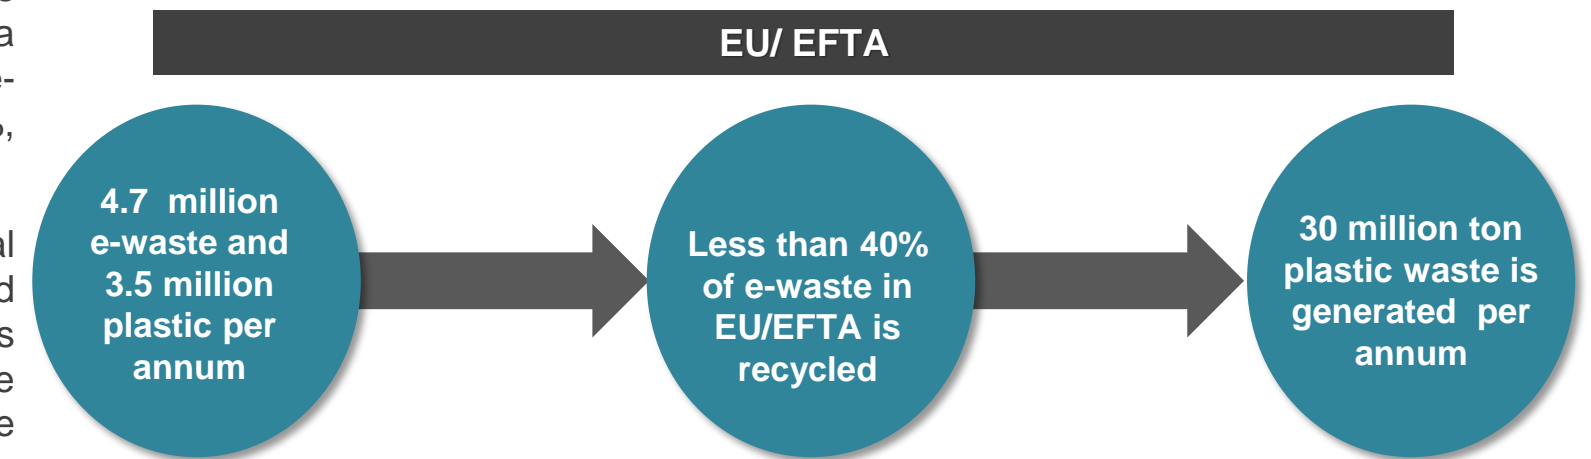 a
e-
al
d
s
e
e
EU/ EFTA
4.7 million
e-waste and
3.5 million
plastic per
annum
Less than 40%
of e-waste in
EU/EFTA is
recycled
30 million ton
plastic waste is
generated per
annum